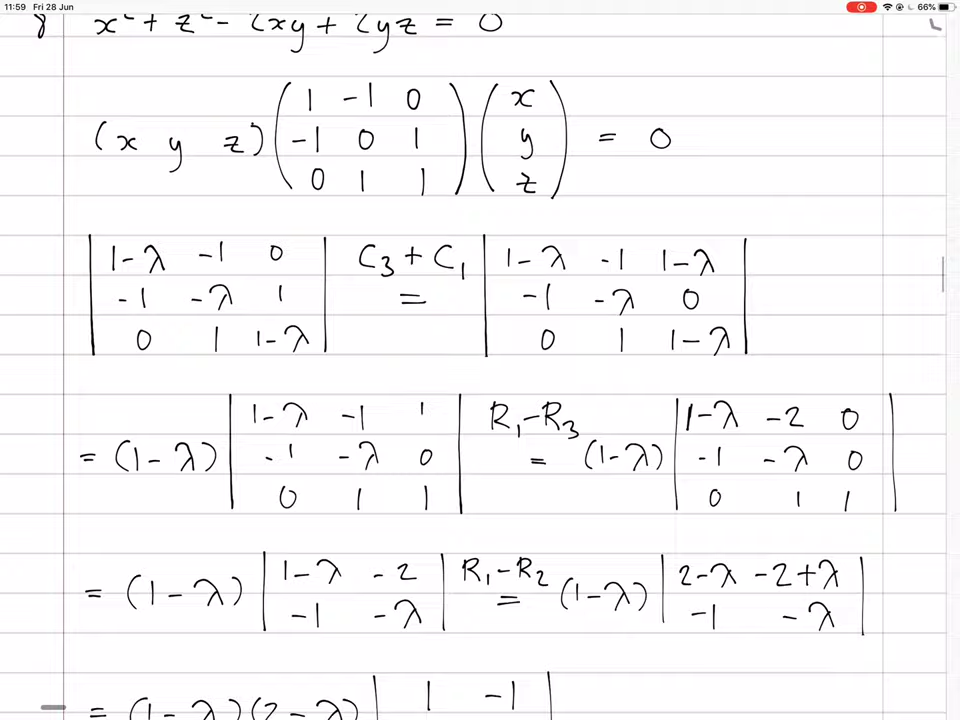 11:59 Fri 28 Jun 66%
8 x² + z² - 2xy + 2yz = 0
(x y z) ( 1 -1 0 ; -1 0 1 ; 0 1 1 ) ( x ; y ; z ) = 0
| 1-λ -1 0 ; -1 -λ 1 ; 0 1 1-λ | C₃ + C₁ = | 1-λ -1 1-λ ; -1 -λ 0 ; 0 1 1-λ |
= (1-λ) | 1-λ -1 1 ; -1 -λ 0 ; 0 1 1 | R₁-R₃ = (1-λ) | 1-λ -2 0 ; -1 -λ 0 ; 0 1 1 |
= (1-λ) | 1-λ -2 ; -1 -λ | R₁-R₂ = (1-λ) | 2-λ -2+λ ; -1 -λ |
= (1-λ)(2-λ) | 1 -1